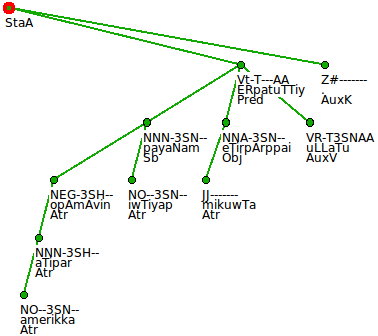 StaA
Vt-T---AA
ERpatuTTiy
Pred
Z#-------
.
AuxK
NNN-3SN--
payaNam
Sb
NNA-3SN--
eTirpArppai
Obj
VR-T3SNAA
uLLaTu
AuxV
NEG-3SH--
opAmAvin
Atr
NO--3SN--
iwTiyap
Atr
JJ-------
mikuwTa
Atr
NNN-3SH--
aTipar
Atr
NO--3SN--
amerikka
Atr